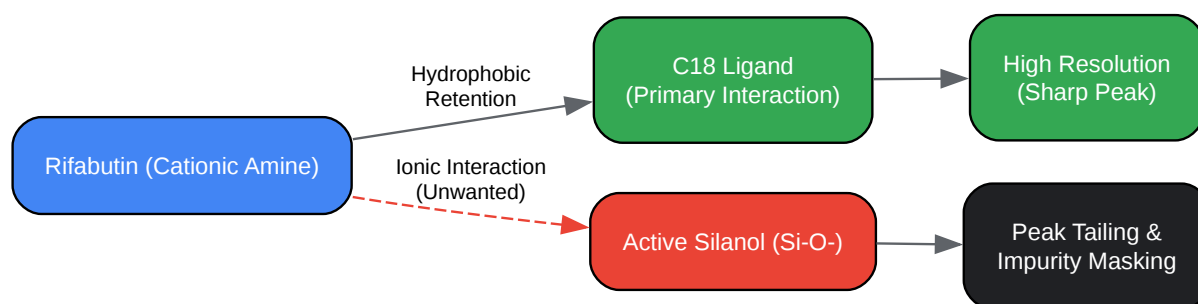 Rifabutin (Cationic Amine)
Hydrophobic
Retention
C18 Ligand
(Primary Interaction)
High Resolution
(Sharp Peak)
Ionic Interaction
(Unwanted)
Active Silanol (Si-O-)
Peak Tailing &
Impurity Masking